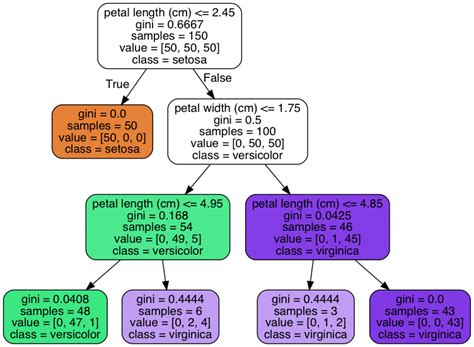 petal length (cm) <= 2.45
gini = 0.6667
samples = 150
value = [50, 50, 50]
class = setosa
True
False
gini = 0.0
samples = 50
value = [50, 0, 0]
class = setosa
petal width (cm) <= 1.75
gini = 0.5
samples = 100
value = [0, 50, 50]
class = versicolor
petal length (cm) <= 4.95
gini = 0.168
samples = 54
value = [0, 49, 5]
class = versicolor
petal length (cm) <= 4.85
gini = 0.0425
samples = 46
value = [0, 1, 45]
class = virginica
gini = 0.0408
samples = 48
value = [0, 47, 1]
class = versicolor
gini = 0.4444
samples = 6
value = [0, 2, 4]
class = virginica
gini = 0.4444
samples = 3
value = [0, 1, 2]
class = virginica
gini = 0.0
samples = 43
value = [0, 0, 43]
class = virginica